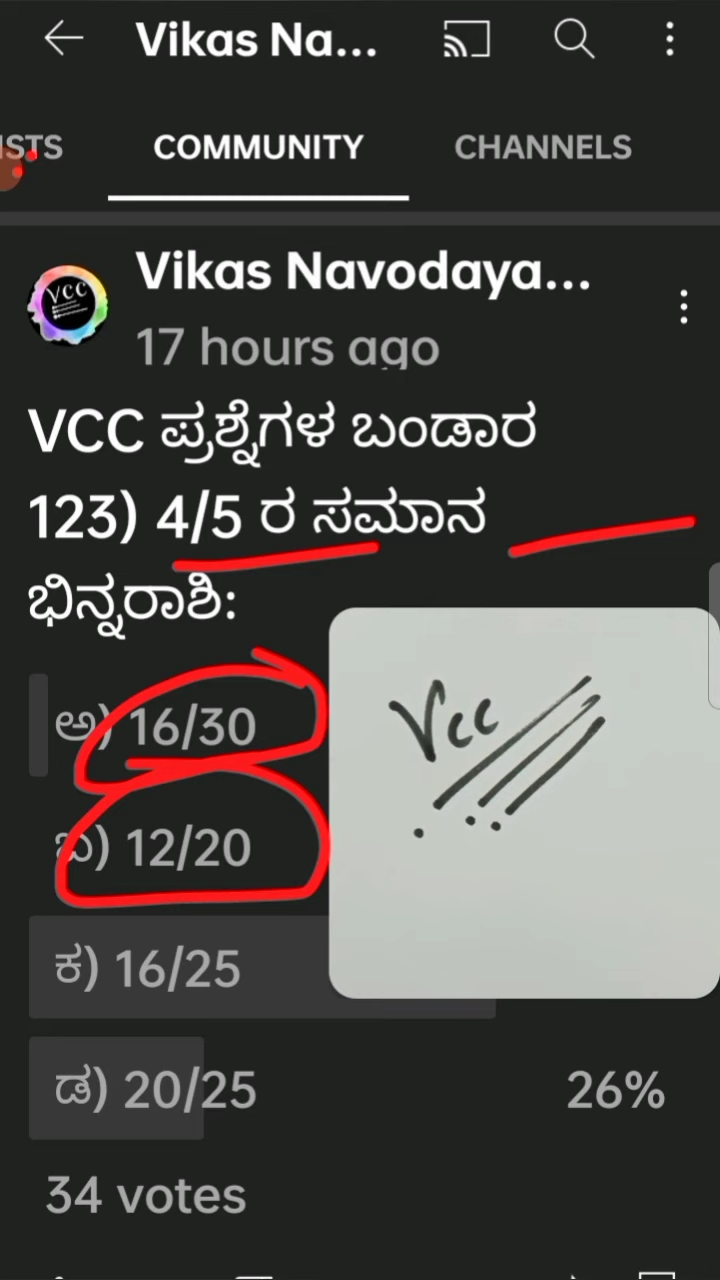 Vikas Na...
COMMUNITY
CHANNELS
Vikas Navodaya...
vcc
17 hours ago
VCC ಪ್ರಶ್ನೆಗಳ ಬಂಡಾರ
123) 4/5 ರ ಸಮಾನ
ಭಿನ್ನರಾಶಿ:
ಅ) 16/30
ಬ) 12/20
Vcc
ಕ) 16/25
ಡ) 20/25 26%
34 votes